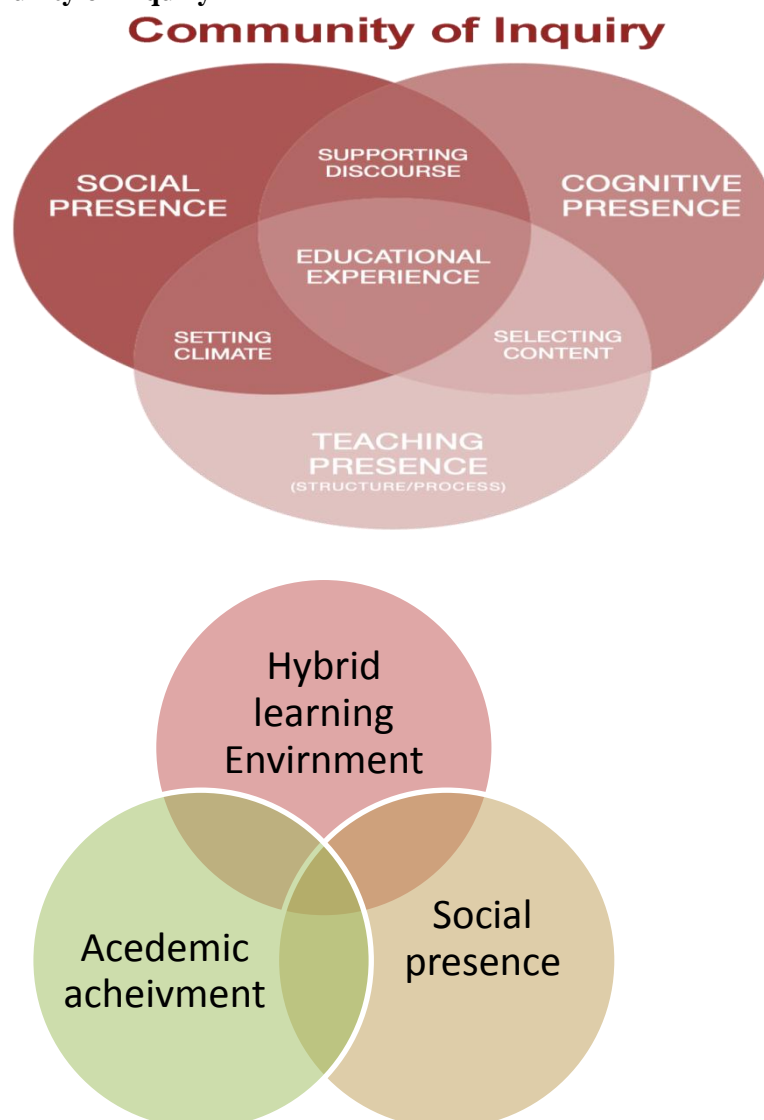 Community of Inquiry
SOCIAL
PRESENCE
SUPPORTING
DISCOURSE
COGNITIVE
PRESENCE
EDUCATIONAL
EXPERIENCE
SETTING
CLIMATE
SELECTING
CONTENT
TEACHING
PRESENCE
(STRUCTURE/PROCESS)
Hybrid
learning
Envirnment
Acedemic
acheivment
Social
presence